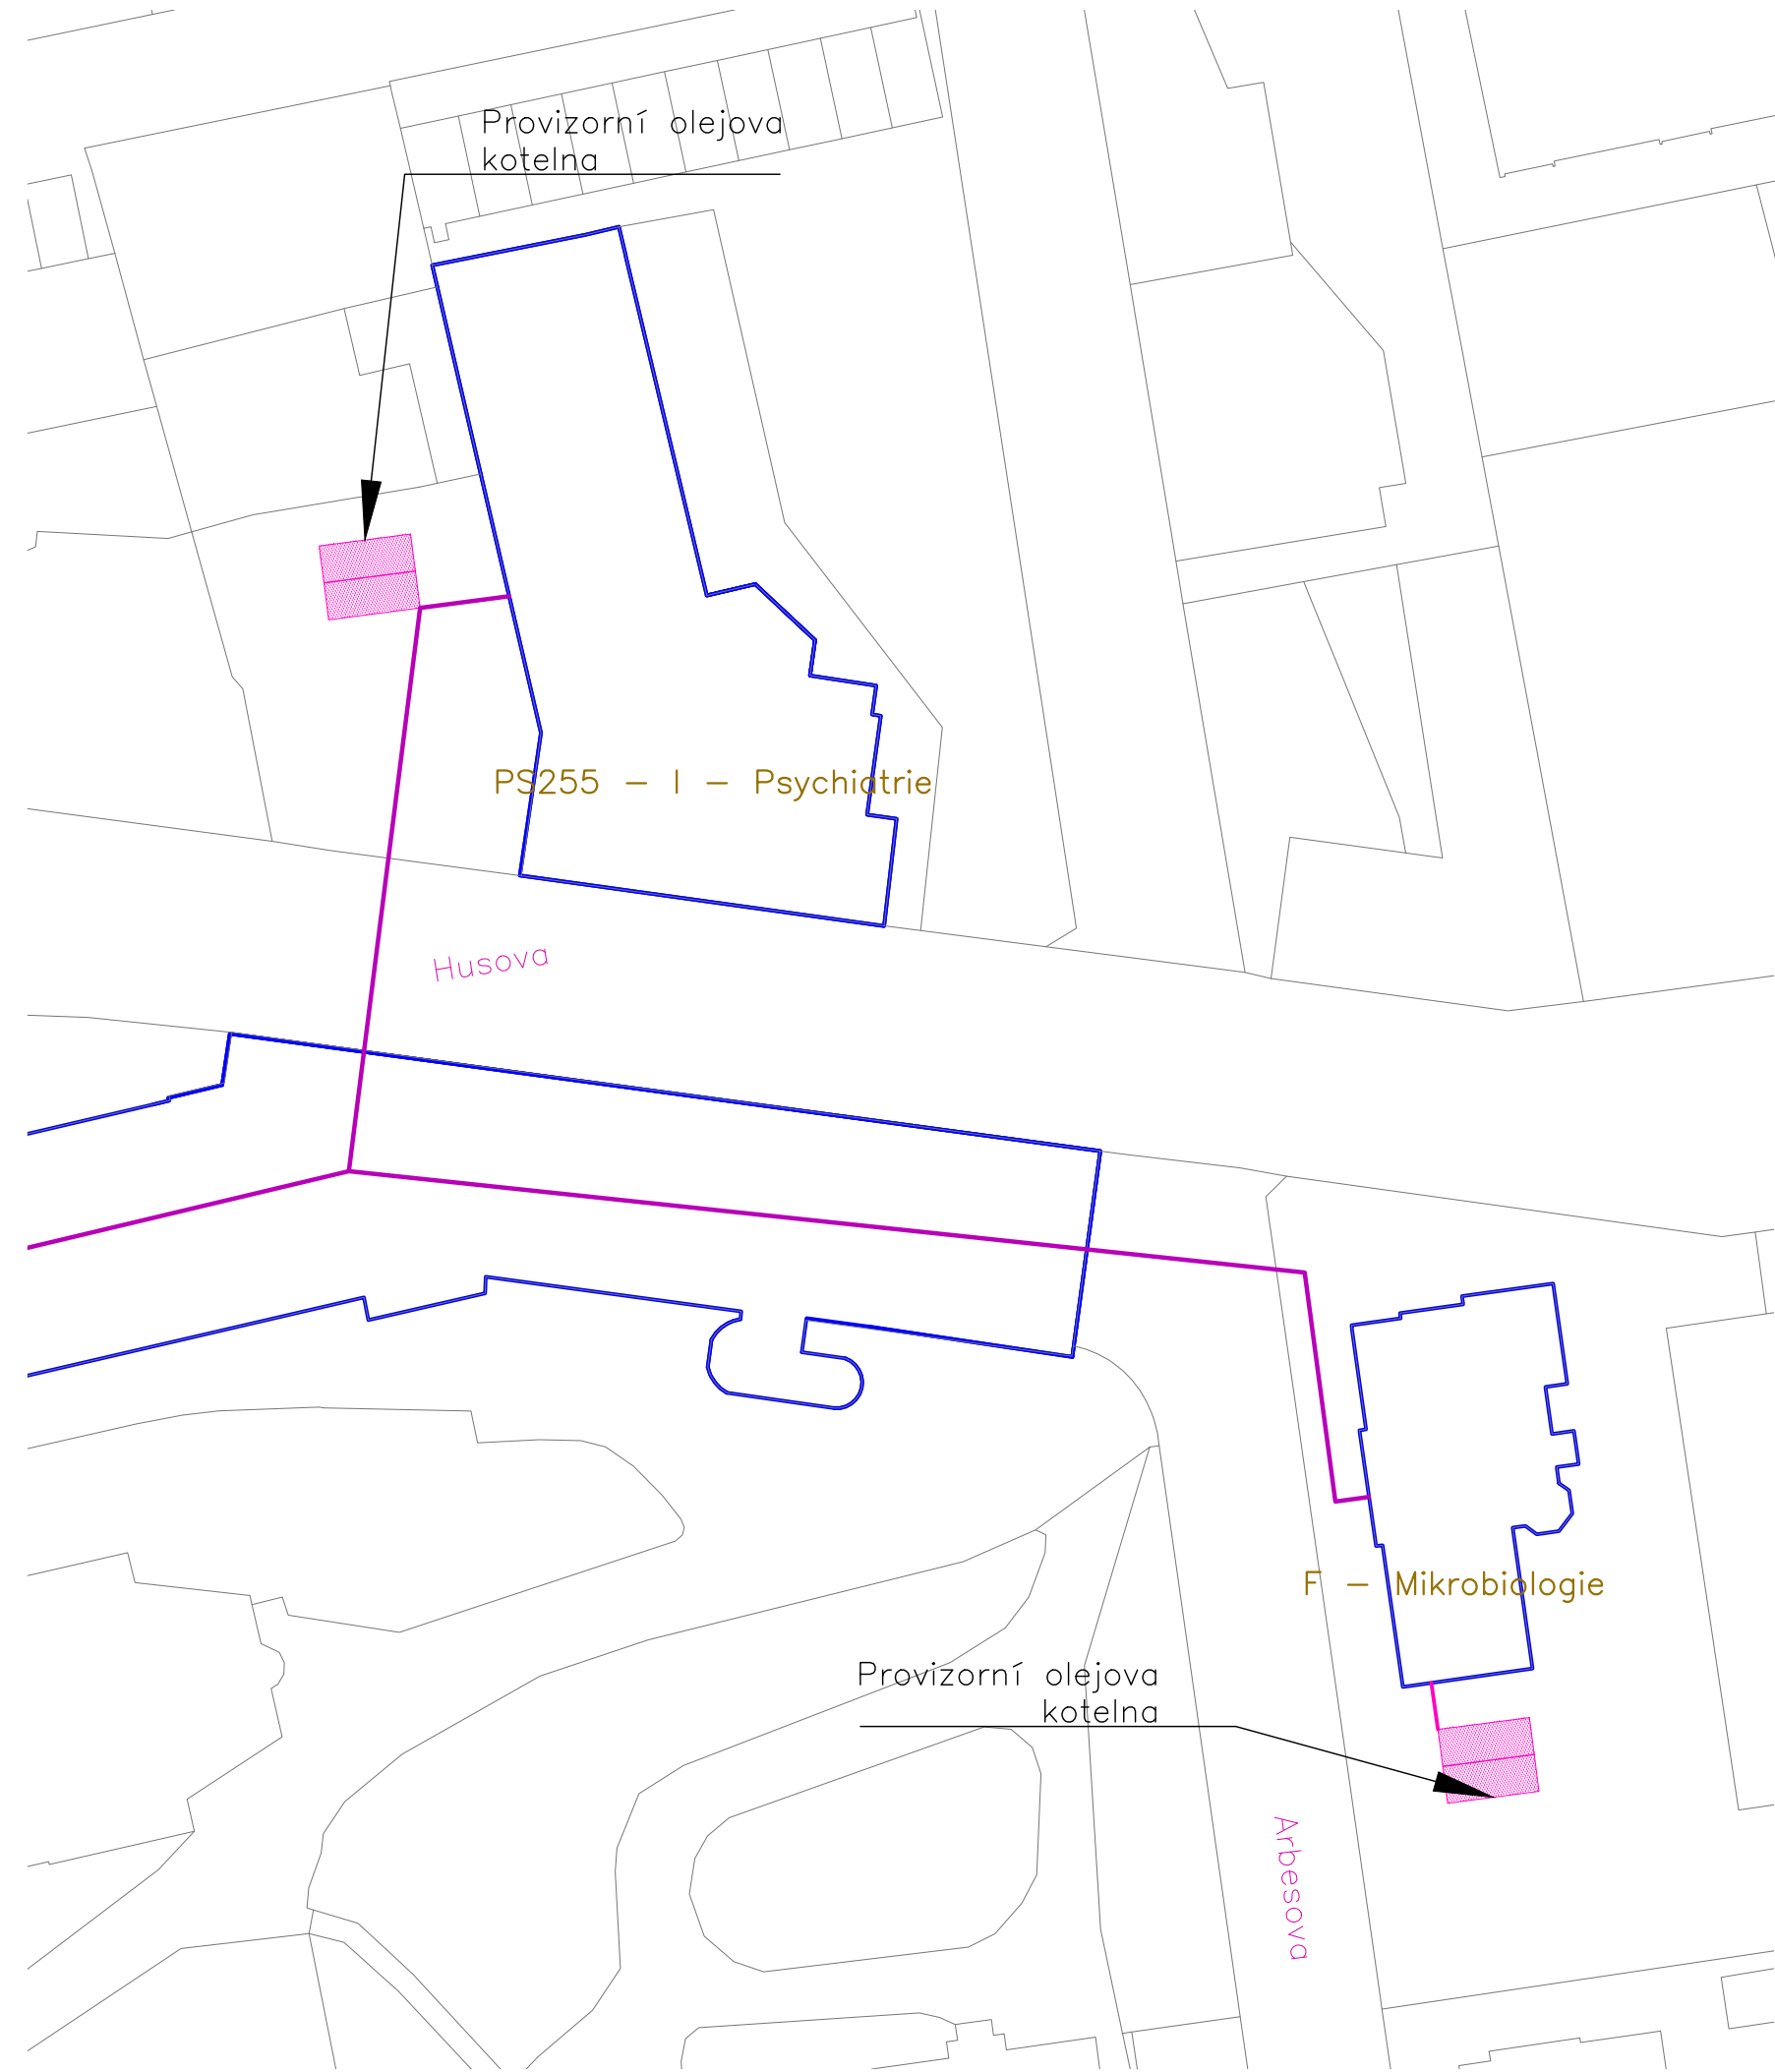 Provizorní olejova
kotelna
PS255 – I – Psychiatrie
Husova
F – Mikrobiologie
Provizorní olejova
kotelna
Arbesova